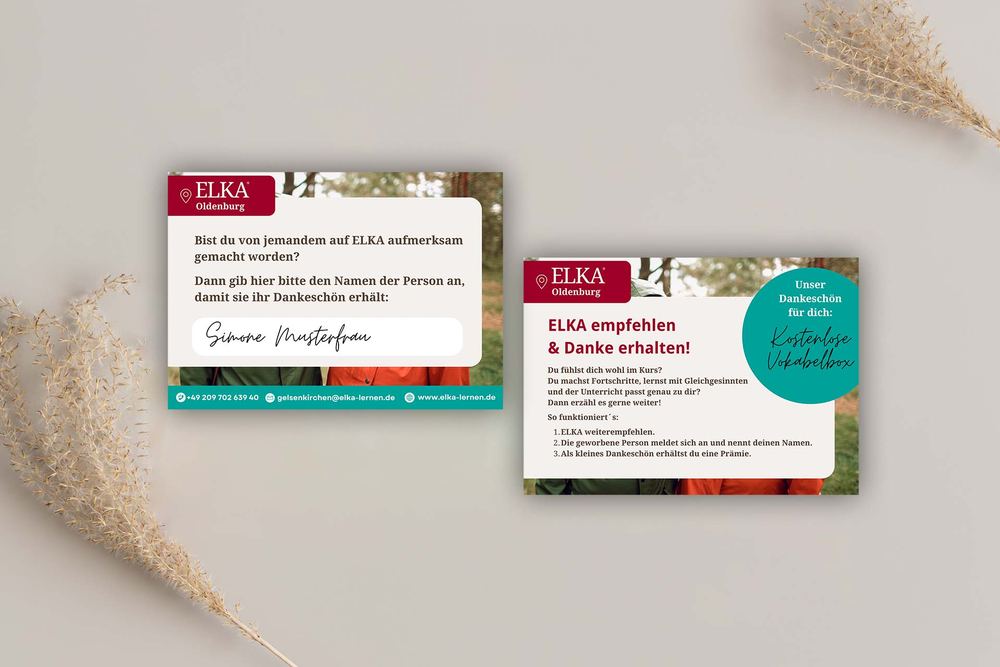 ELKA
Oldenburg
Bist du von jemandem auf ELKA aufmerksam
gemacht worden?
Dann gib hier bitte den Namen der Person an,
damit sie ihr Dankeschön erhält:
Simone Musterfrau
+49 209 702 639 40 gelsenkirchen@elka-lernen.de www.elka-lernen.de
ELKA
Oldenburg
Unser
Dankeschön
für dich:
Kostenlose
Vokabelbox
ELKA empfehlen
& Danke erhalten!
Du fühlst dich wohl im Kurs?
Du machst Fortschritte, lernst mit Gleichgesinnten
und der Unterricht passt genau zu dir?
Dann erzähl es gerne weiter!
So funktioniert´s:
1. ELKA weiterempfehlen.
2. Die geworbene Person meldet sich an und nennt deinen Namen.
3. Als kleines Dankeschön erhältst du eine Prämie.